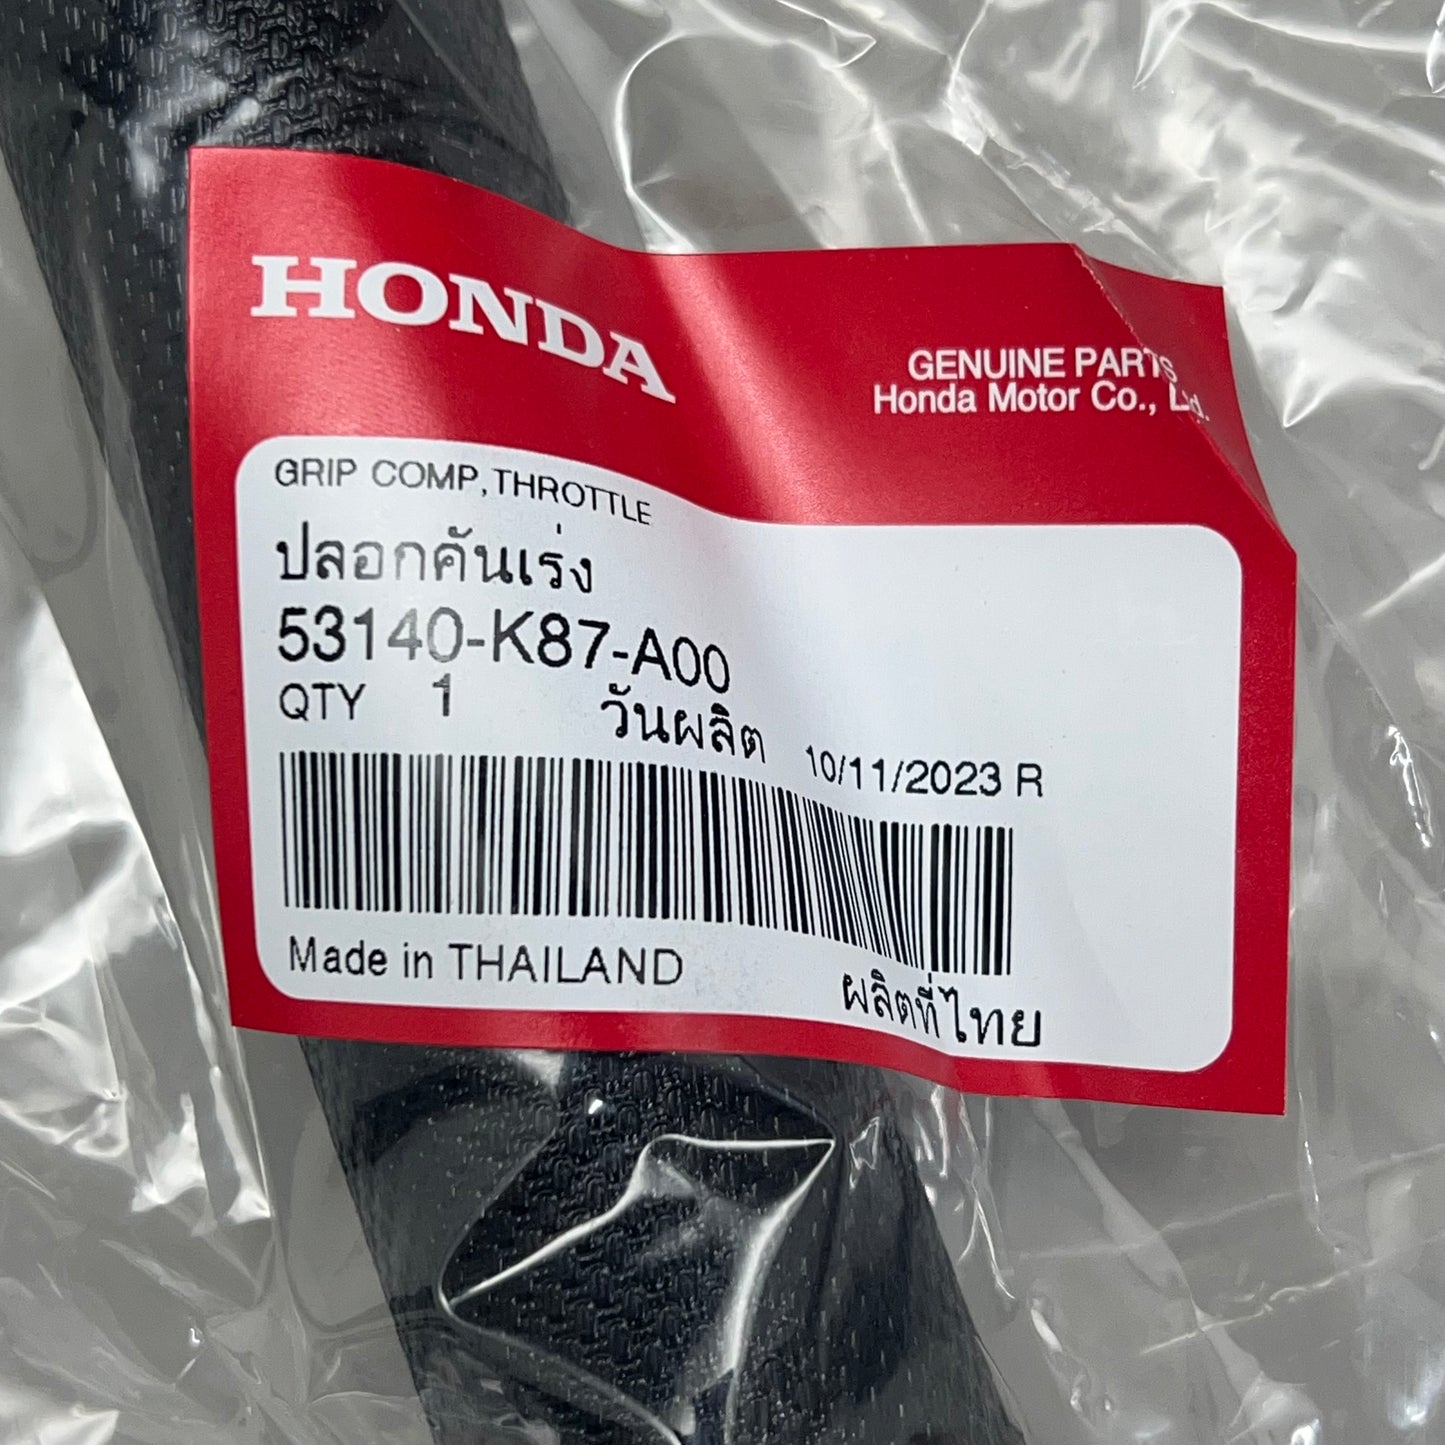 HONDA
GENUINE PARTS
Honda Motor Co., Ltd.
GRIP COMP,THROTTLE
ปลอกคันเร่ง
53140-K87-A00
QTY 1 วันผลิต 10/11/2023 R
Made in THAILAND
ผลิตที่ไทย